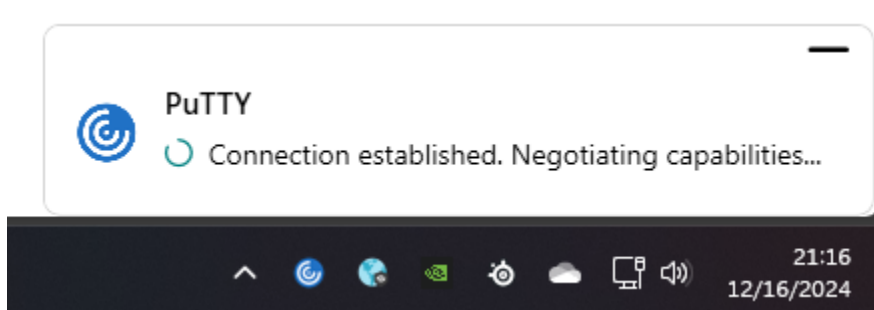 PuTTY
Connection established. Negotiating capabilities...
21:16
12/16/2024